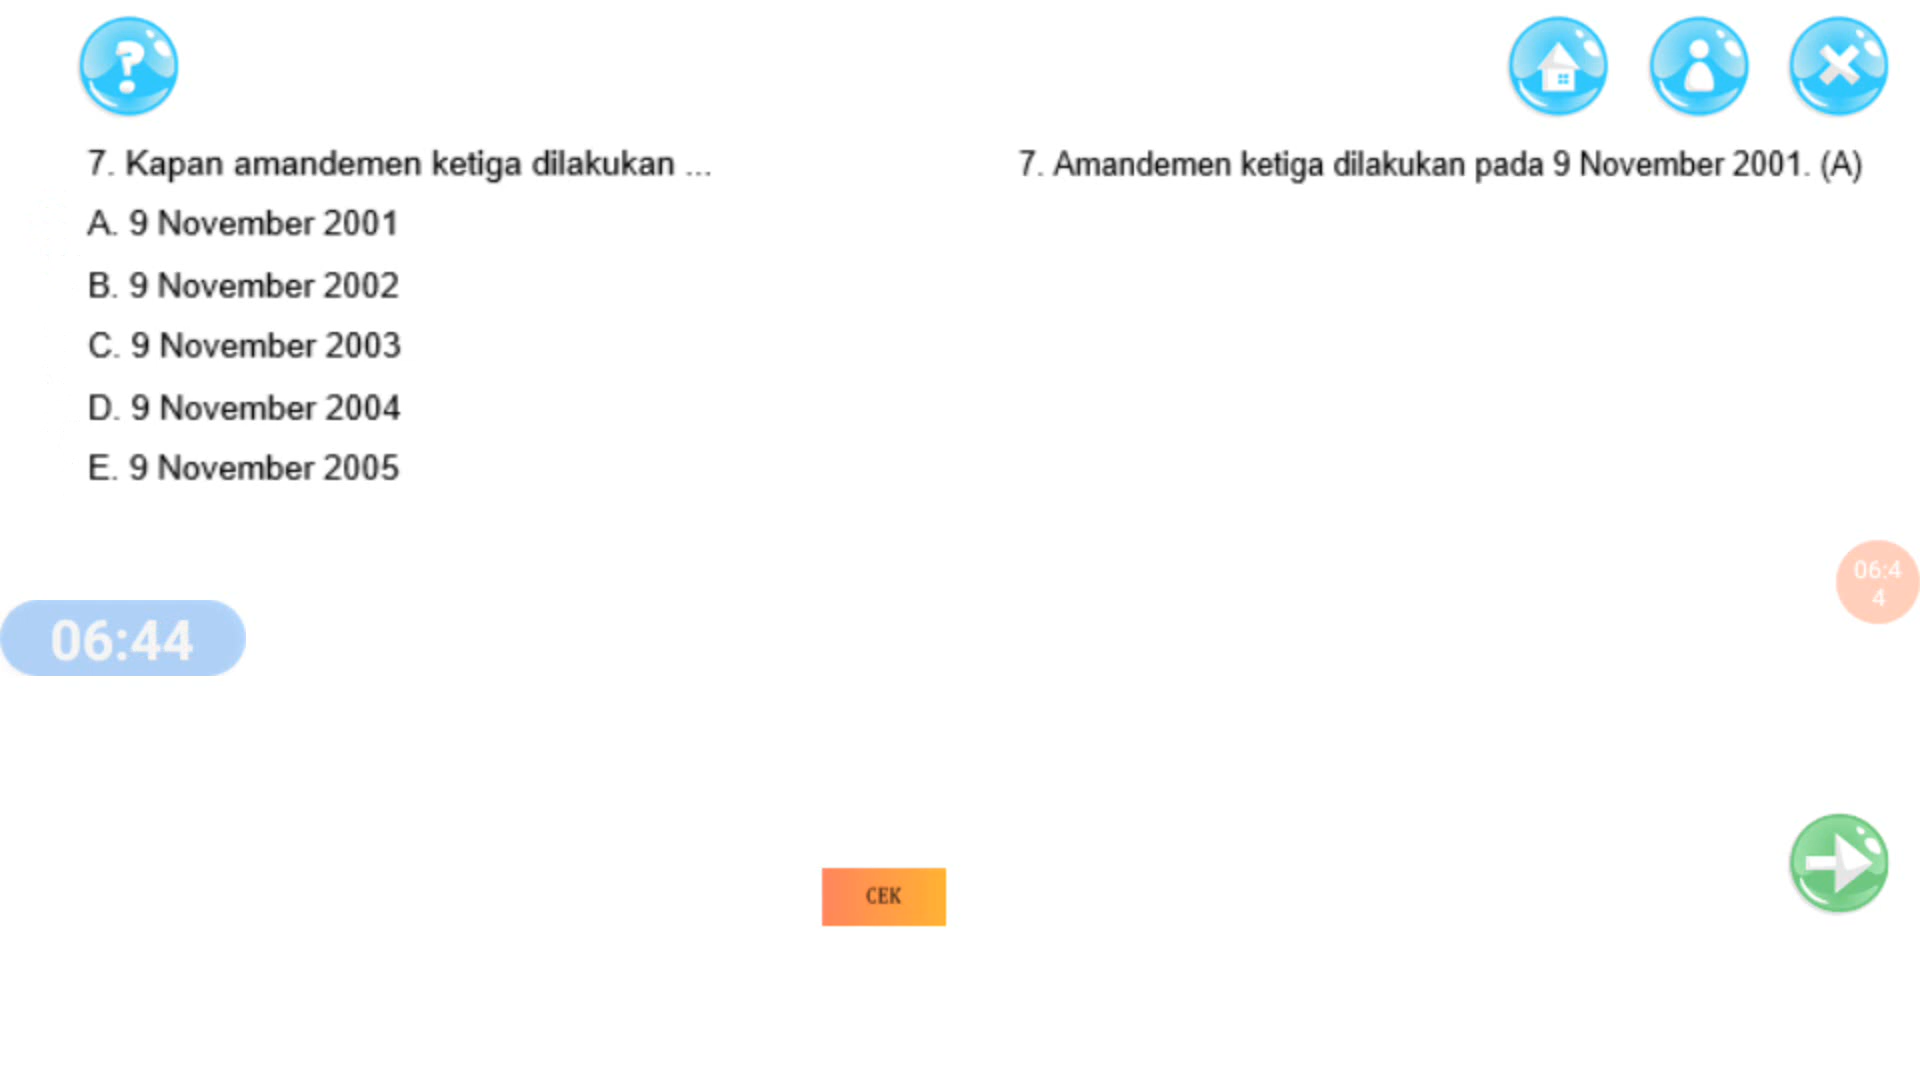 7. Kapan amandemen ketiga dilakukan ...
A. 9 November 2001
B. 9 November 2002
C. 9 November 2003
D. 9 November 2004
E. 9 November 2005
7. Amandemen ketiga dilakukan pada 9 November 2001. (A)
06:4
4
06:44
CEK